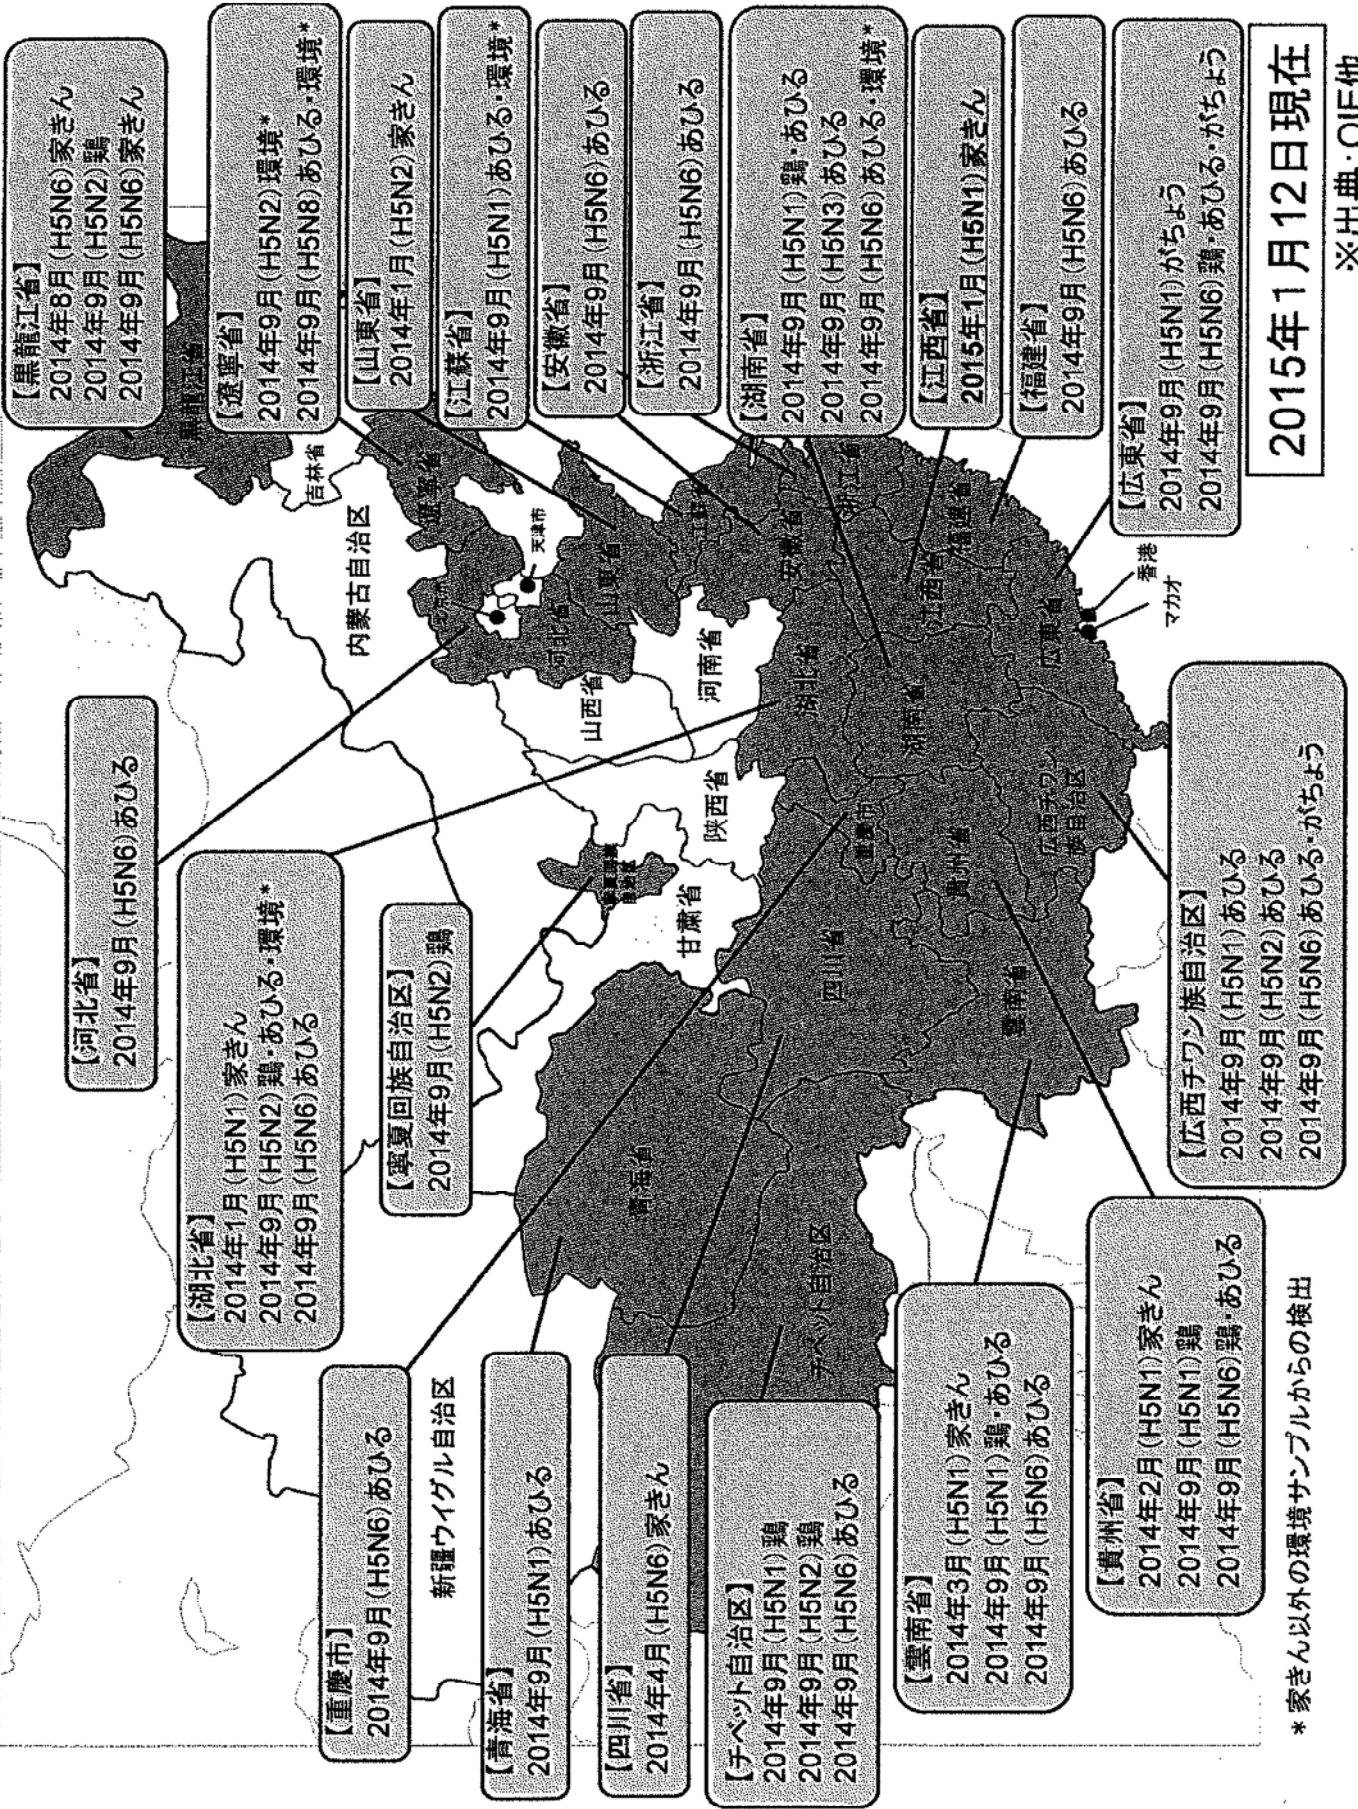 【黒龍江省】
2014年8月(H5N6)家きん
2014年9月(H5N2)鶏
2014年9月(H5N6)家きん
【遼寧省】
2014年9月(H5N2)環境*
2014年9月(H5N8)あひる・環境*
【山東省】
2014年1月(H5N2)家きん
【江蘇省】
2014年9月(H5N1)あひる・環境*
【安徽省】
2014年9月(H5N6)あひる
【浙江省】
2014年9月(H5N6)あひる
【湖南省】
2014年9月(H5N1)鶏・あひる
2014年9月(H5N3)あひる
2014年9月(H5N6)あひる・環境*
【江西省】
2015年1月(H5N1)家きん
【福建省】
2014年9月(H5N6)あひる
【広東省】
2014年9月(H5N1)がちょう
2014年9月(H5N6)鶏・あひる・がちょう
2015年1月12日現在
※出典:OIE他
【河北省】
2014年9月(H5N6)あひる
【湖北省】
2014年1月(H5N1)家きん
2014年9月(H5N2)鶏・あひる・環境*
2014年9月(H5N6)あひる
【寧夏回族自治区】
2014年9月(H5N2)鶏
【重慶市】
2014年9月(H5N6)あひる
【青海省】
2014年9月(H5N1)あひる
【四川省】
2014年4月(H5N6)家きん
【チベット自治区】
2014年9月(H5N1)鶏
2014年9月(H5N2)鶏
2014年9月(H5N6)あひる
【雲南省】
2014年3月(H5N1)家きん
2014年9月(H5N1)鶏・あひる
2014年9月(H5N6)あひる
【貴州省】
2014年2月(H5N1)家きん
2014年9月(H5N1)鶏
2014年9月(H5N6)鶏・あひる
【広西チワン族自治区】
2014年9月(H5N1)あひる
2014年9月(H5N2)あひる
2014年9月(H5N6)あひる・がちょう
黒龍江省
吉林省
内蒙古自治区
遼寧省
北京市
天津市
河北省
山東省
山西省
河南省
陝西省
甘粛省
江蘇省
安徽省
浙江省
湖北省
湖南省
江西省
福建省
広東省
香港
マカオ
重慶市
貴州省
広西チワン
族自治区
四川省
雲南省
青海省
チベット自治区
新疆ウイグル自治区
*家きん以外の環境サンプルからの検出